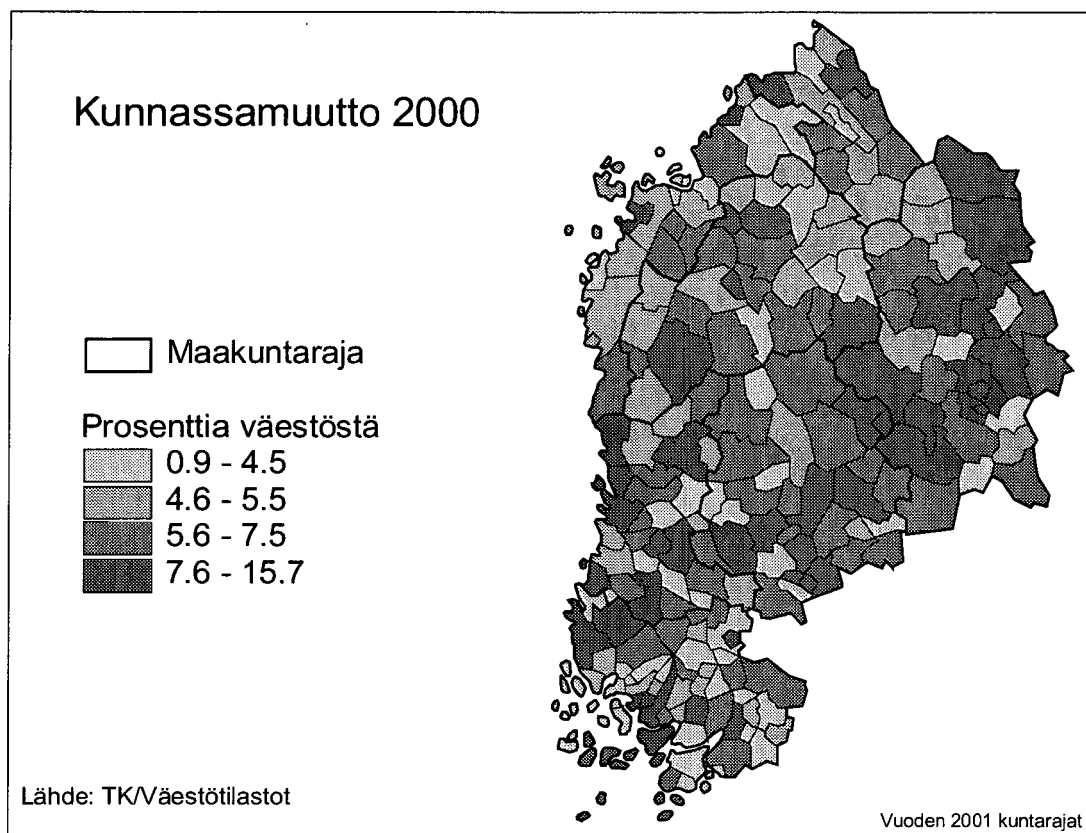 Kunnassamuutto 2000
Maakuntaraja
Prosenttia väestöstä
0.9 - 4.5
4.6 - 5.5
5.6 - 7.5
7.6 - 15.7
Lähde: TK/Väestötilastot
Vuoden 2001 kuntarajat